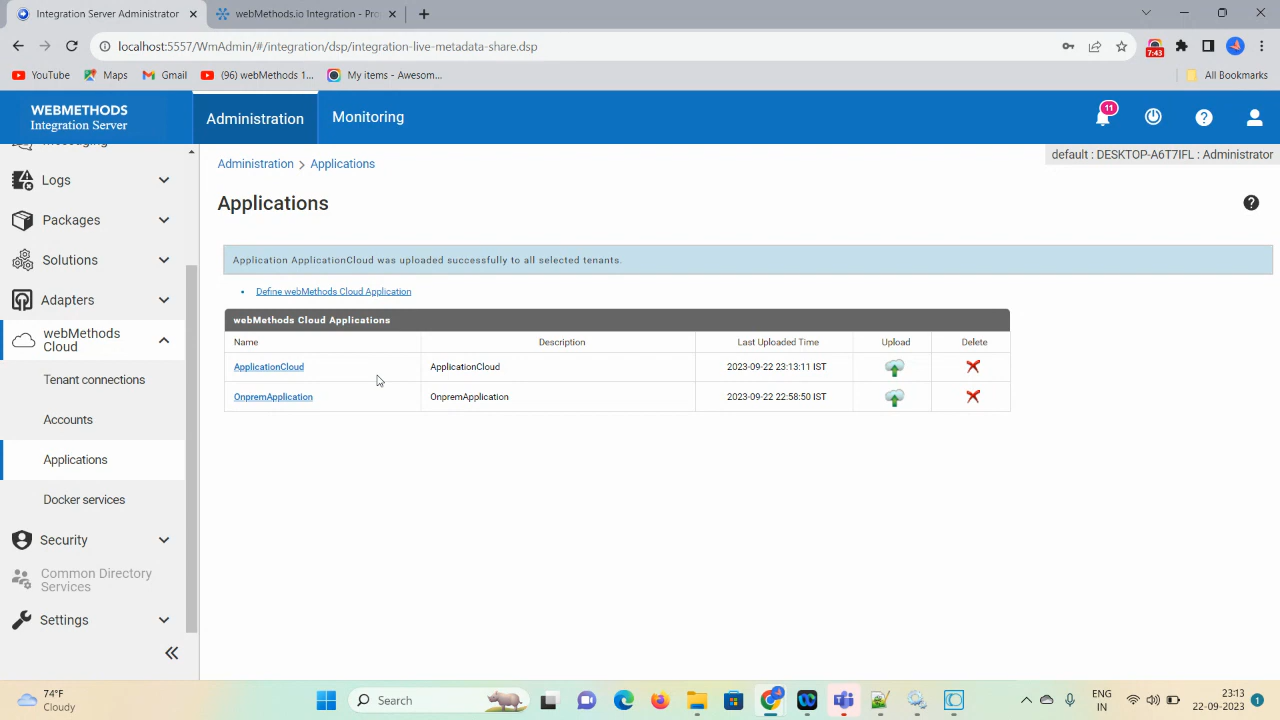 Integration Server Administrator
webMethods.io Integration - Pro
localhost:5557/WmAdmin/#/integration/dsp/integration-live-metadata-share.dsp
7:43
YouTube
Maps
Gmail
(96) webMethods 1...
My items - Awesom...
All Bookmarks
WEBMETHODS
Integration Server
Administration
Monitoring
11
default : DESKTOP-A6T7IFL : Administrator
Messaging
Logs
Packages
Solutions
Adapters
webMethods
Cloud
Tenant connections
Accounts
Applications
Docker services
Security
Common Directory
Services
Settings
Administration > Applications
Applications
Application ApplicationCloud was uploaded successfully to all selected tenants.
Define webMethods Cloud Application
webMethods Cloud Applications
Name Description Last Uploaded Time Upload Delete
ApplicationCloud ApplicationCloud 2023-09-22 23:13:11 IST
OnpremApplication OnpremApplication 2023-09-22 22:58:50 IST
74°F
Cloudy
Search
ENG
IN
23:13
22-09-2023
1